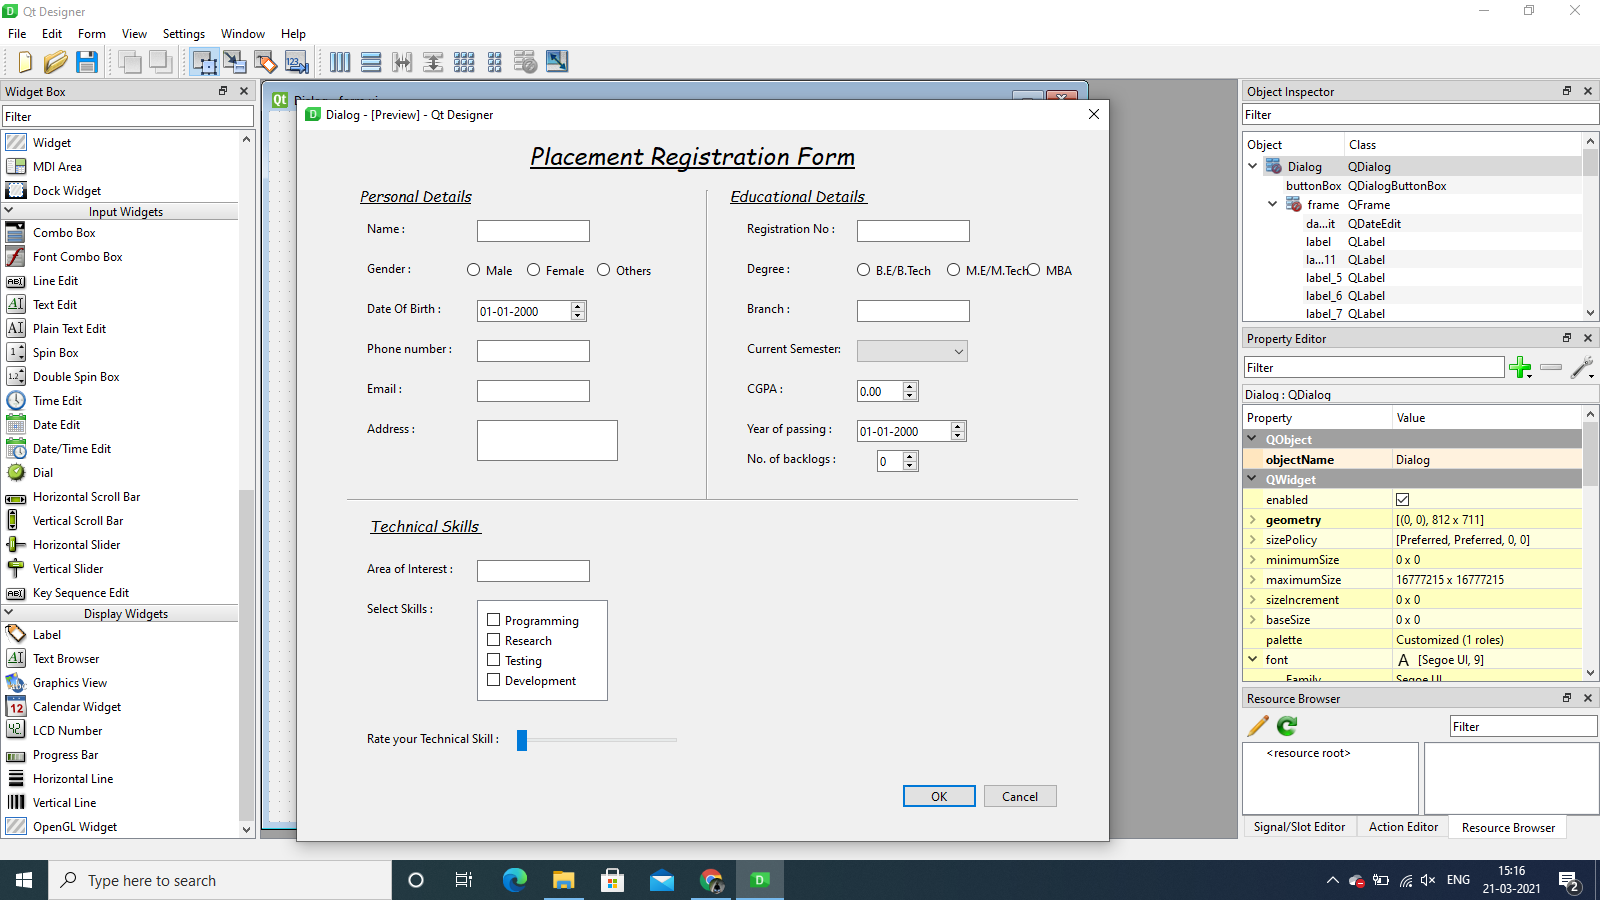 Qt Designer
File Edit Form View Settings Window Help
Widget Box
Filter
Widget
MDI Area
Dock Widget
Input Widgets
Combo Box
Font Combo Box
Line Edit
Text Edit
Plain Text Edit
Spin Box
Double Spin Box
Time Edit
Date Edit
Date/Time Edit
Dial
Horizontal Scroll Bar
Vertical Scroll Bar
Horizontal Slider
Vertical Slider
Key Sequence Edit
Display Widgets
Label
Text Browser
Graphics View
Calendar Widget
LCD Number
Progress Bar
Horizontal Line
Vertical Line
OpenGL Widget
Dialog - [Preview] - Qt Designer
Placement Registration Form
Personal Details
Name :
Gender : Male Female Others
Date Of Birth : 01-01-2000
Phone number :
Email :
Address :
Educational Details
Registration No :
Degree : B.E/B.Tech M.E/M.Tech MBA
Branch :
Current Semester:
CGPA : 0.00
Year of passing : 01-01-2000
No. of backlogs : 0
Technical Skills
Area of Interest :
Select Skills :
Programming
Research
Testing
Development
Rate your Technical Skill :
OK Cancel
Object Inspector
Filter
Object Class
Dialog QDialog
buttonBox QDialogButtonBox
frame QFrame
da...it QDateEdit
label QLabel
la...11 QLabel
label_5 QLabel
label_6 QLabel
label_7 QLabel
Property Editor
Filter
Dialog : QDialog
Property Value
QObject
objectName Dialog
QWidget
enabled
geometry [(0, 0), 812 x 711]
sizePolicy [Preferred, Preferred, 0, 0]
minimumSize 0 x 0
maximumSize 16777215 x 16777215
sizeIncrement 0 x 0
baseSize 0 x 0
palette Customized (1 roles)
font A [Segoe UI, 9]
Family Segoe UI
Resource Browser
Filter
<resource root>
Signal/Slot Editor Action Editor Resource Browser
Type here to search
ENG
15:16
21-03-2021
2